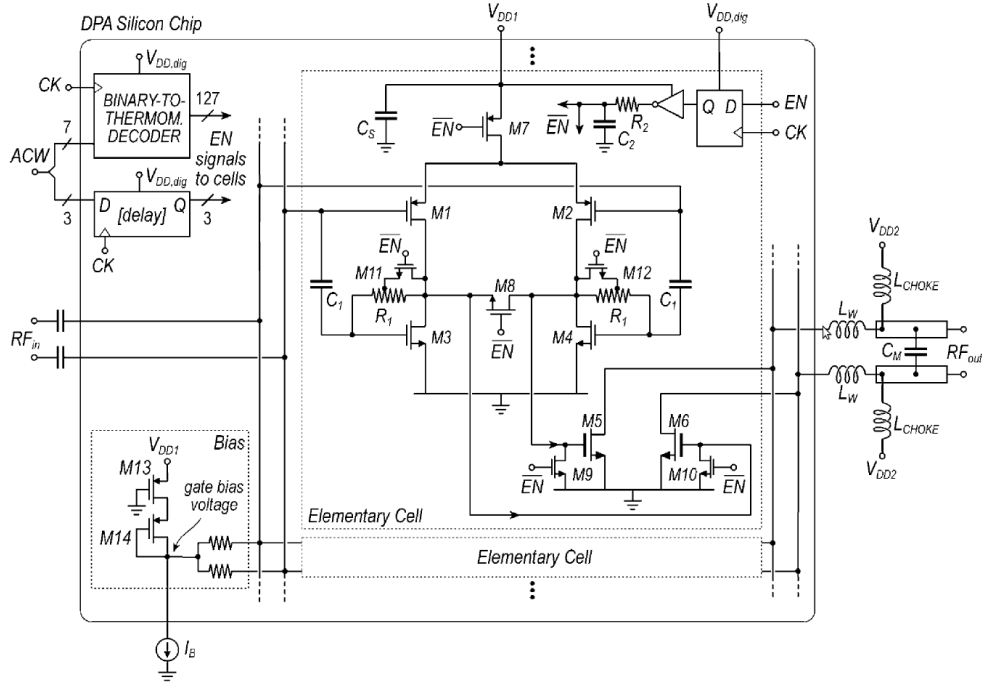 DPA Silicon Chip
V_DD1
V_DD,dig
CK
V_DD,dig
BINARY-TO-
THERMOM.
DECODER
127
7
ACW
EN
signals
to cells
V_DD,dig
3
D [delay] Q
3
CK
C_S
EN
M7
EN
R_2
C_2
Q D
EN
CK
M1
M2
EN
M11
C_1
R_1
M3
M8
EN
EN
M12
R_1
C_1
M4
RF_in
V_DD2
L_CHOKE
L_W
C_M
RF_out
L_W
L_CHOKE
V_DD2
M5
M6
EN
M9
M10
EN
Elementary Cell
Bias
V_DD1
M13
gate bias
voltage
M14
Elementary Cell
I_B